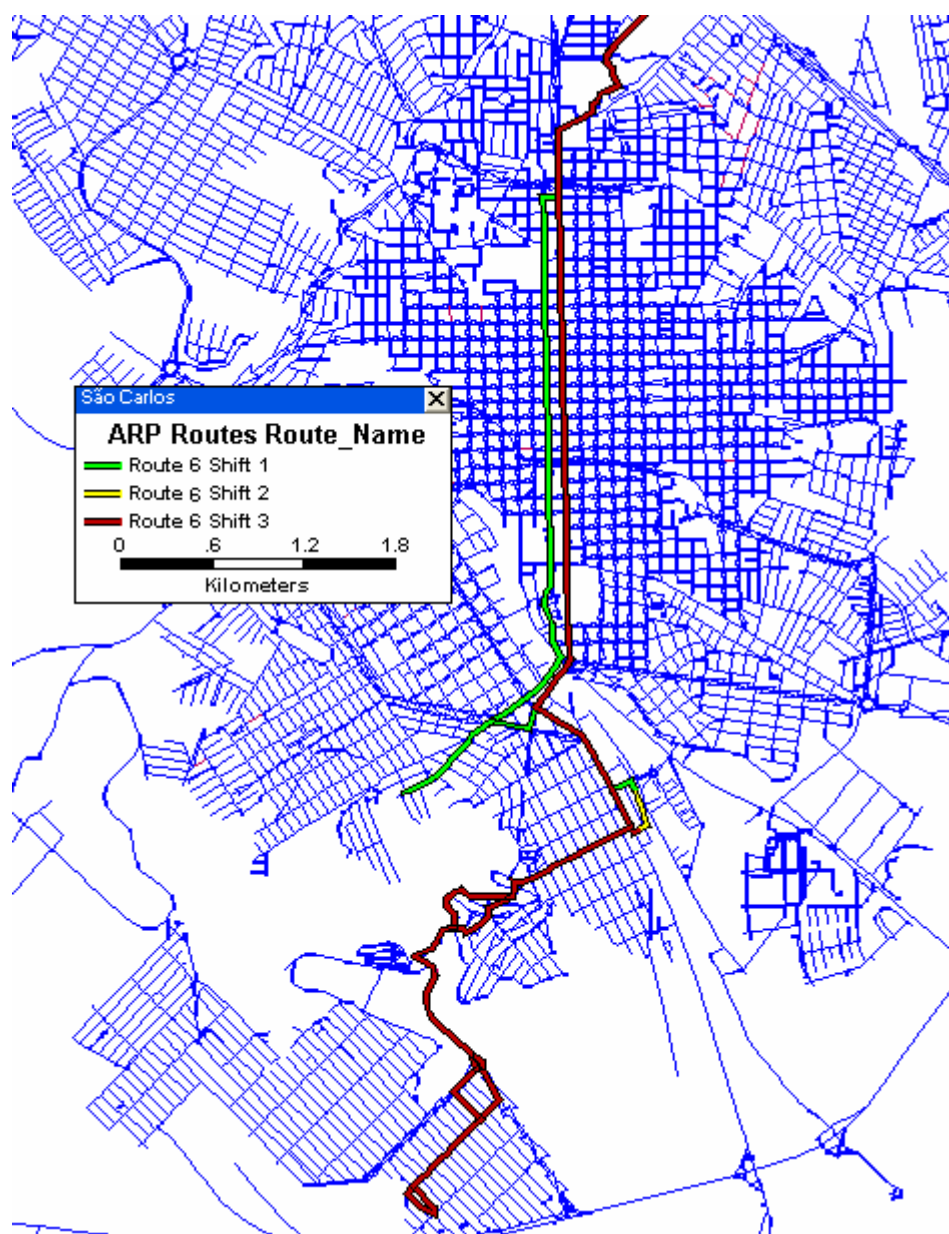 São Carlos
ARP Routes Route_Name
Route 6 Shift 1
Route 6 Shift 2
Route 6 Shift 3
0 .6 1.2 1.8
Kilometers